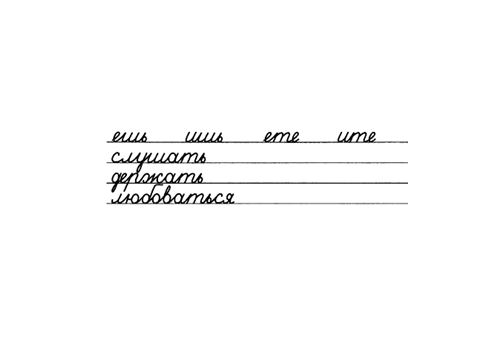 ешь ишь ете ите
слушать
держать
любоваться